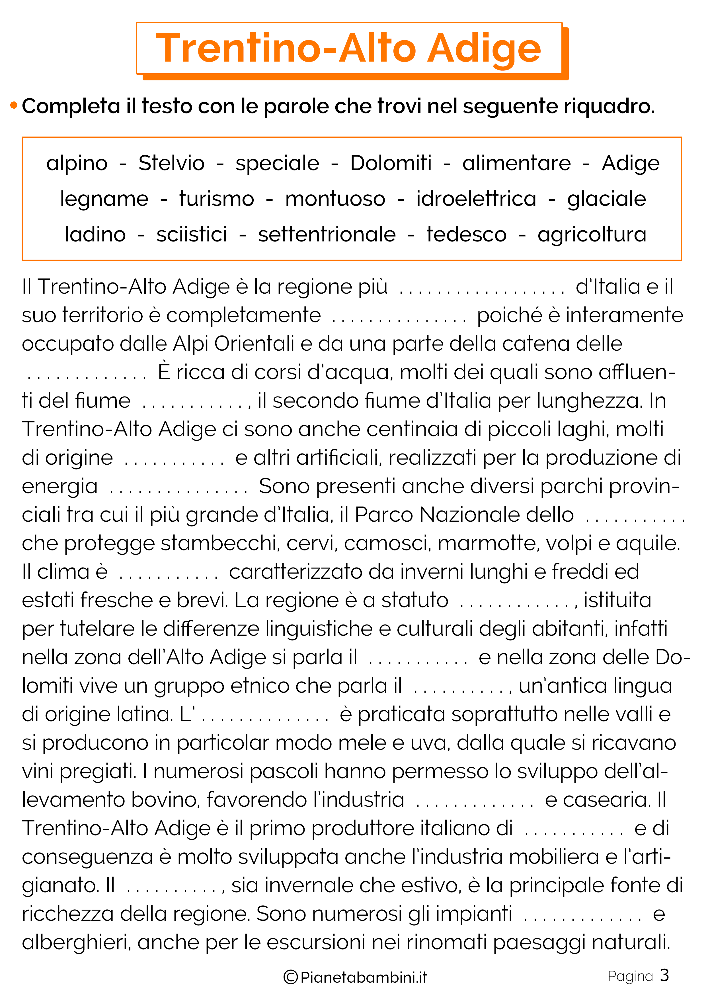 Trentino-Alto Adige
• Completa il testo con le parole che trovi nel seguente riquadro.
alpino - Stelvio - speciale - Dolomiti - alimentare - Adige
legname - turismo - montuoso - idroelettrica - glaciale
ladino - sciistici - settentrionale - tedesco - agricoltura
Il Trentino-Alto Adige è la regione più . . . . . . . . . . . . . . . . . . d'Italia e il
suo territorio è completamente . . . . . . . . . . . . . . . poiché è interamente
occupato dalle Alpi Orientali e da una parte della catena delle
. . . . . . . . . . . . . È ricca di corsi d'acqua, molti dei quali sono affluen-
ti del fiume . . . . . . . . . . . , il secondo fiume d'Italia per lunghezza. In
Trentino-Alto Adige ci sono anche centinaia di piccoli laghi, molti
di origine . . . . . . . . . . . e altri artificiali, realizzati per la produzione di
energia . . . . . . . . . . . . . . . Sono presenti anche diversi parchi provin-
ciali tra cui il più grande d'Italia, il Parco Nazionale dello . . . . . . . . . . .
che protegge stambecchi, cervi, camosci, marmotte, volpi e aquile.
Il clima è . . . . . . . . . . . caratterizzato da inverni lunghi e freddi ed
estati fresche e brevi. La regione è a statuto . . . . . . . . . . . . , istituita
per tutelare le differenze linguistiche e culturali degli abitanti, infatti
nella zona dell'Alto Adige si parla il . . . . . . . . . . . e nella zona delle Do-
lomiti vive un gruppo etnico che parla il . . . . . . . . . . , un'antica lingua
di origine latina. L' . . . . . . . . . . . . . . è praticata soprattutto nelle valli e
si producono in particolar modo mele e uva, dalla quale si ricavano
vini pregiati. I numerosi pascoli hanno permesso lo sviluppo dell'al-
levamento bovino, favorendo l'industria . . . . . . . . . . . . . e casearia. Il
Trentino-Alto Adige è il primo produttore italiano di . . . . . . . . . . . e di
conseguenza è molto sviluppata anche l'industria mobiliera e l'arti-
gianato. Il . . . . . . . . . . , sia invernale che estivo, è la principale fonte di
ricchezza della regione. Sono numerosi gli impianti . . . . . . . . . . . . . e
alberghieri, anche per le escursioni nei rinomati paesaggi naturali.
©Pianetabambini.it
Pagina 3